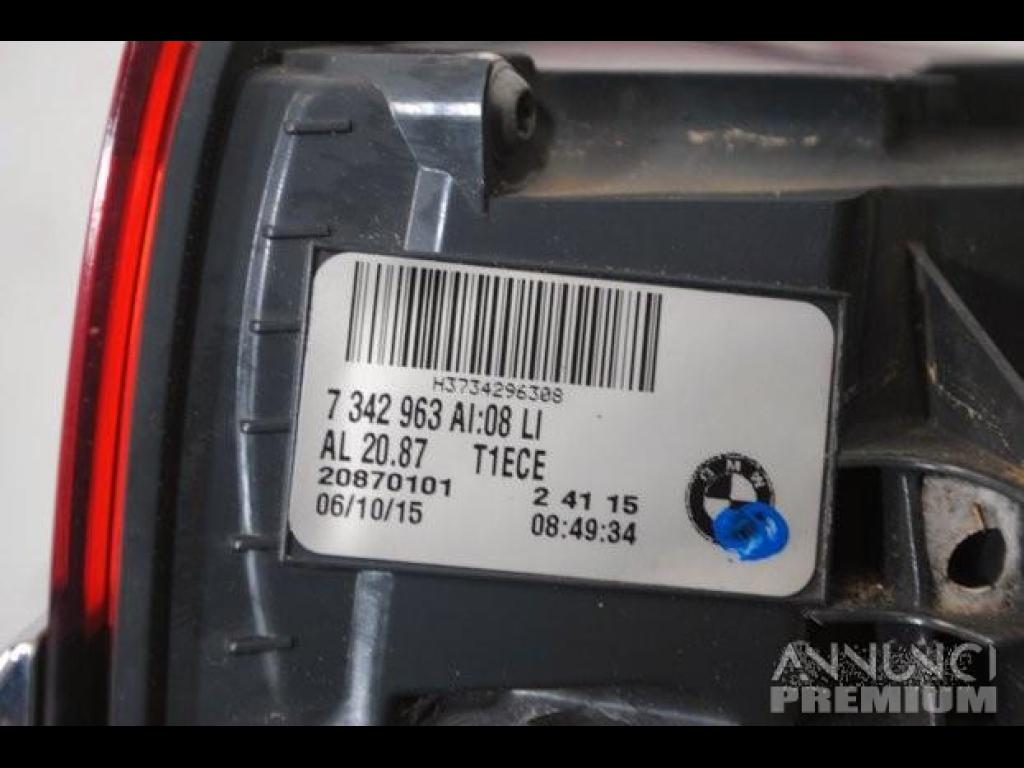 H3734296308
7 342 963 AI:08 LI
AL 20.87 T1ECE
20870101 2 41 15
06/10/15 08:49:34
BMW
ANNUNCI
PREMIUM